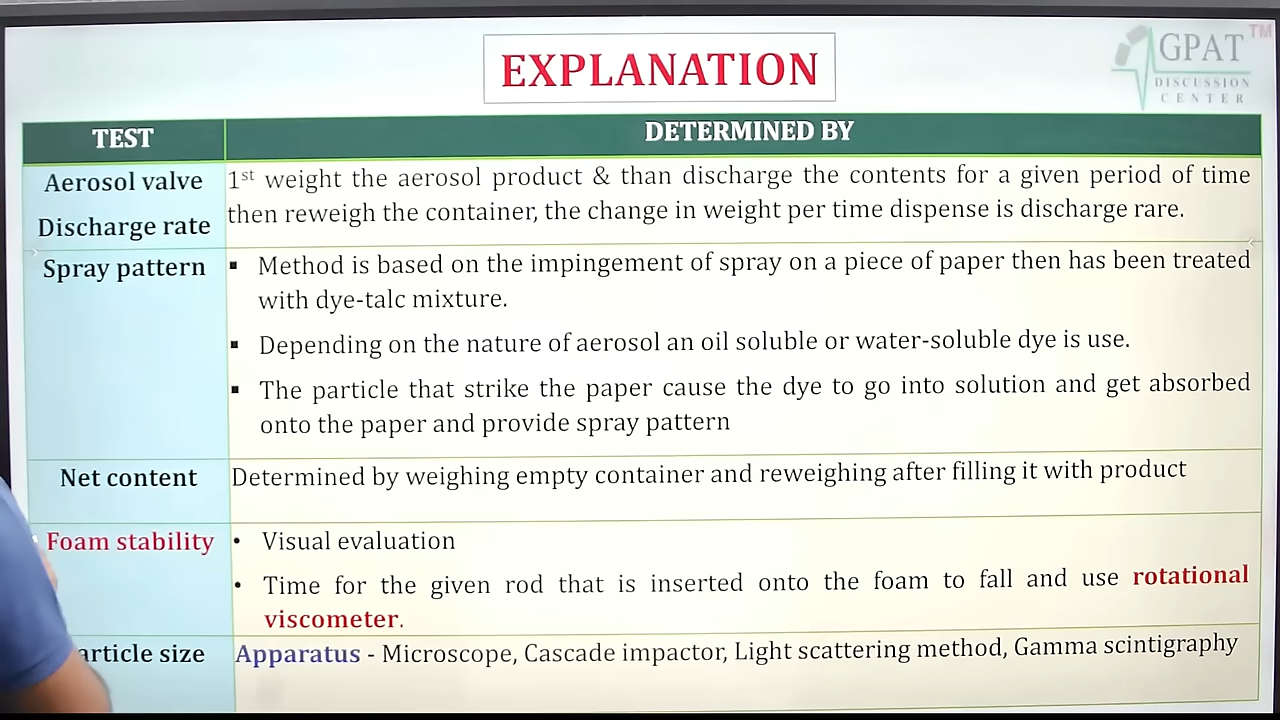 EXPLANATION
GPAT TM
DISCUSSION
CENTER
TEST DETERMINED BY
Aerosol valve
Discharge rate
1st weight the aerosol product & than discharge the contents for a given period of time
then reweigh the container, the change in weight per time dispense is discharge rare.
Spray pattern
▪ Method is based on the impingement of spray on a piece of paper then has been treated
with dye-talc mixture.
▪ Depending on the nature of aerosol an oil soluble or water-soluble dye is use.
▪ The particle that strike the paper cause the dye to go into solution and get absorbed
onto the paper and provide spray pattern
Net content
Determined by weighing empty container and reweighing after filling it with product
Foam stability
• Visual evaluation
• Time for the given rod that is inserted onto the foam to fall and use rotational
viscometer.
article size
Apparatus - Microscope, Cascade impactor, Light scattering method, Gamma scintigraphy